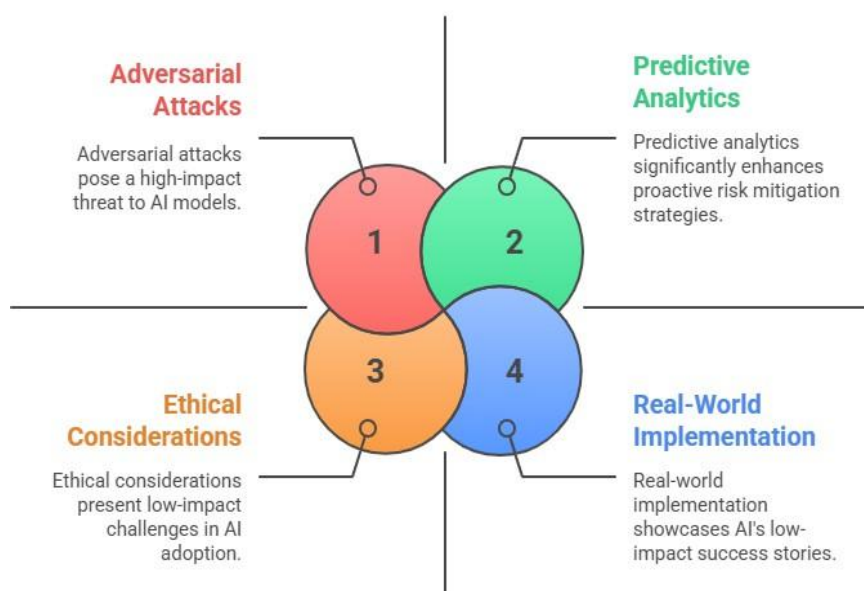 Adversarial
Attacks
Adversarial attacks
pose a high-impact
threat to AI models.
Predictive
Analytics
Predictive analytics
significantly enhances
proactive risk mitigation
strategies.
1
2
3
4
Ethical
Considerations
Ethical considerations
present low-impact
challenges in AI
adoption.
Real-World
Implementation
Real-world
implementation
showcases AI's low-
impact success stories.